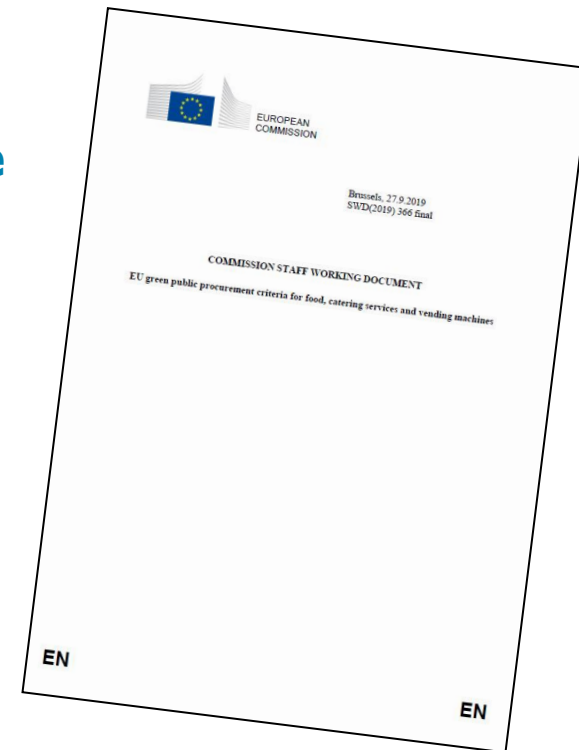 e
EUROPEAN
COMMISSION
Brussels, 27.9.2019
SWD(2019) 366 final
COMMISSION STAFF WORKING DOCUMENT
EU green public procurement criteria for food, catering services and vending machines
EN
EN